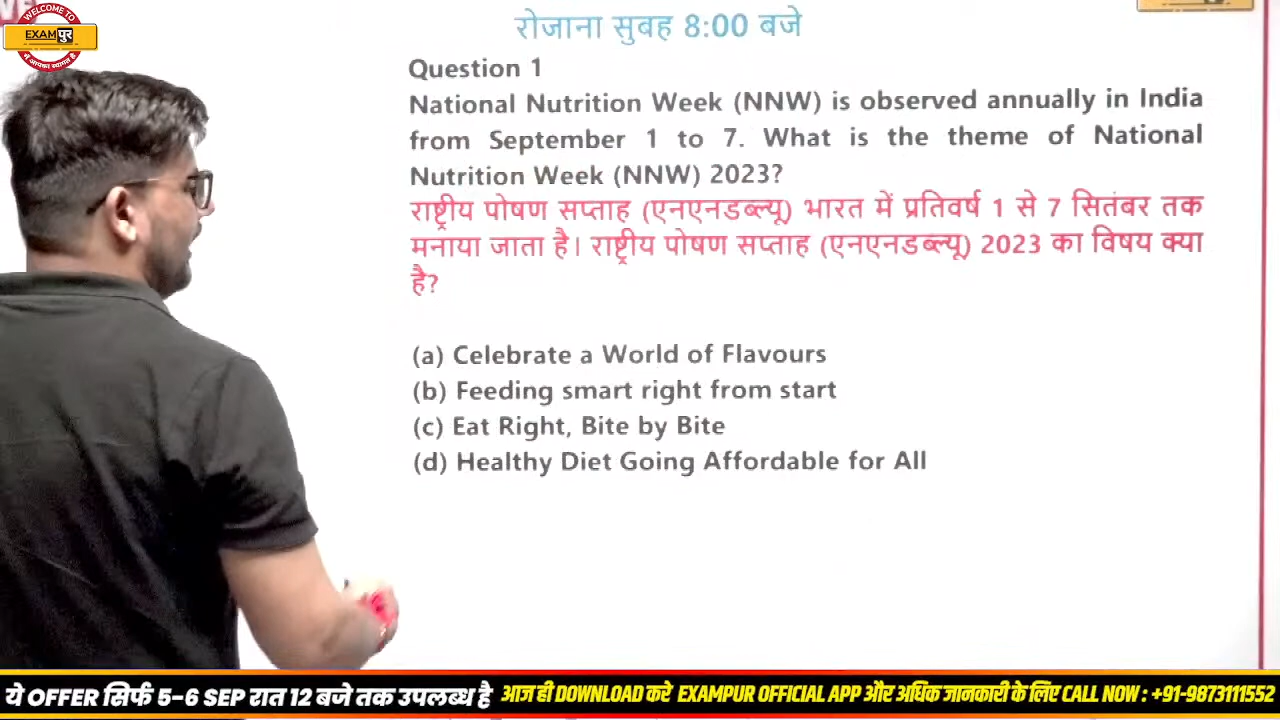 WELCOME TO
EXAMपुर
में आपका स्वागत है
रोजाना सुबह 8:00 बजे
Question 1
National Nutrition Week (NNW) is observed annually in India
from September 1 to 7. What is the theme of National
Nutrition Week (NNW) 2023?
राष्ट्रीय पोषण सप्ताह (एनएनडब्ल्यू) भारत में प्रतिवर्ष 1 से 7 सितंबर तक
मनाया जाता है। राष्ट्रीय पोषण सप्ताह (एनएनडब्ल्यू) 2023 का विषय क्या
है?
(a) Celebrate a World of Flavours
(b) Feeding smart right from start
(c) Eat Right, Bite by Bite
(d) Healthy Diet Going Affordable for All
ये OFFER सिर्फ 5-6 SEP रात 12 बजे तक उपलब्ध है आज ही DOWNLOAD करे EXAMPUR OFFICIAL APP और अधिक जानकारी के लिए CALL NOW : +91-9873111552